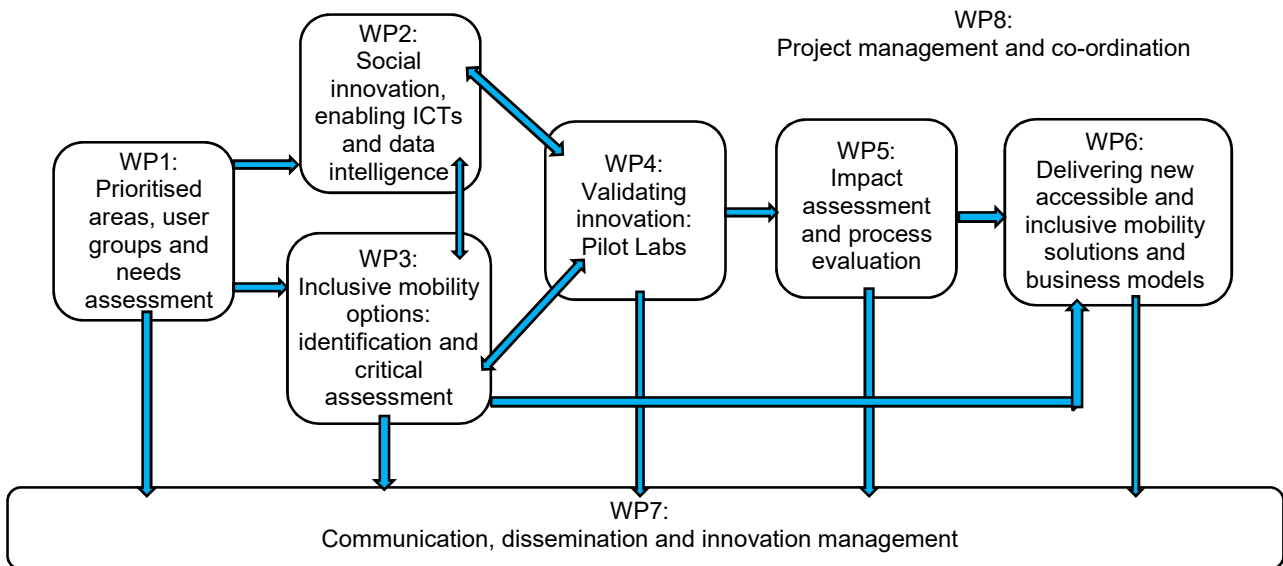 WP1:
Prioritised
areas, user
groups and
needs
assessment
WP2:
Social
innovation,
enabling ICTs
and data
intelligence
WP3:
Inclusive mobility
options:
identification and
critical
assessment
WP4:
Validating
innovation:
Pilot Labs
WP5:
Impact
assessment
and process
evaluation
WP6:
Delivering new
accessible and
inclusive mobility
solutions and
business models
WP8:
Project management and co-ordination
WP7:
Communication, dissemination and innovation management